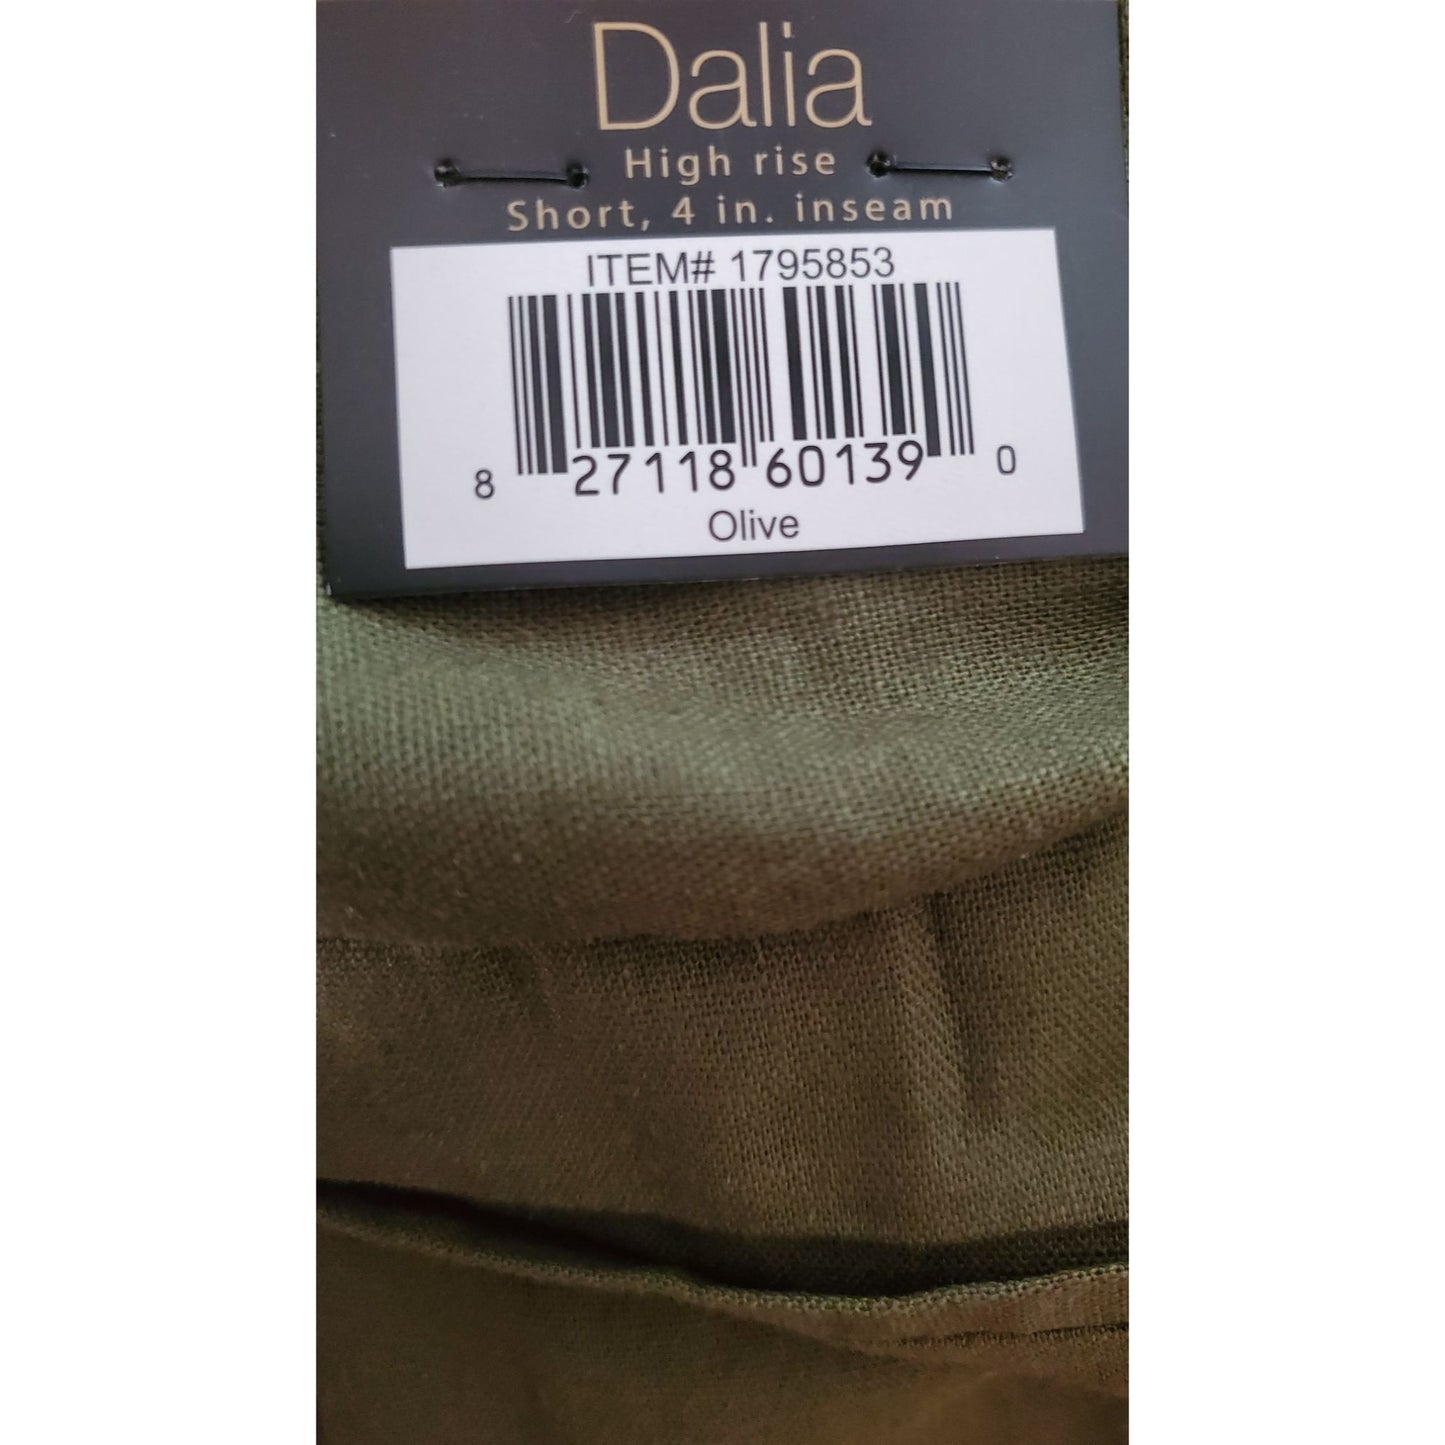 Dalia
High rise
Short, 4 in. inseam
ITEM# 1795853
8 27118 60139 0
Olive